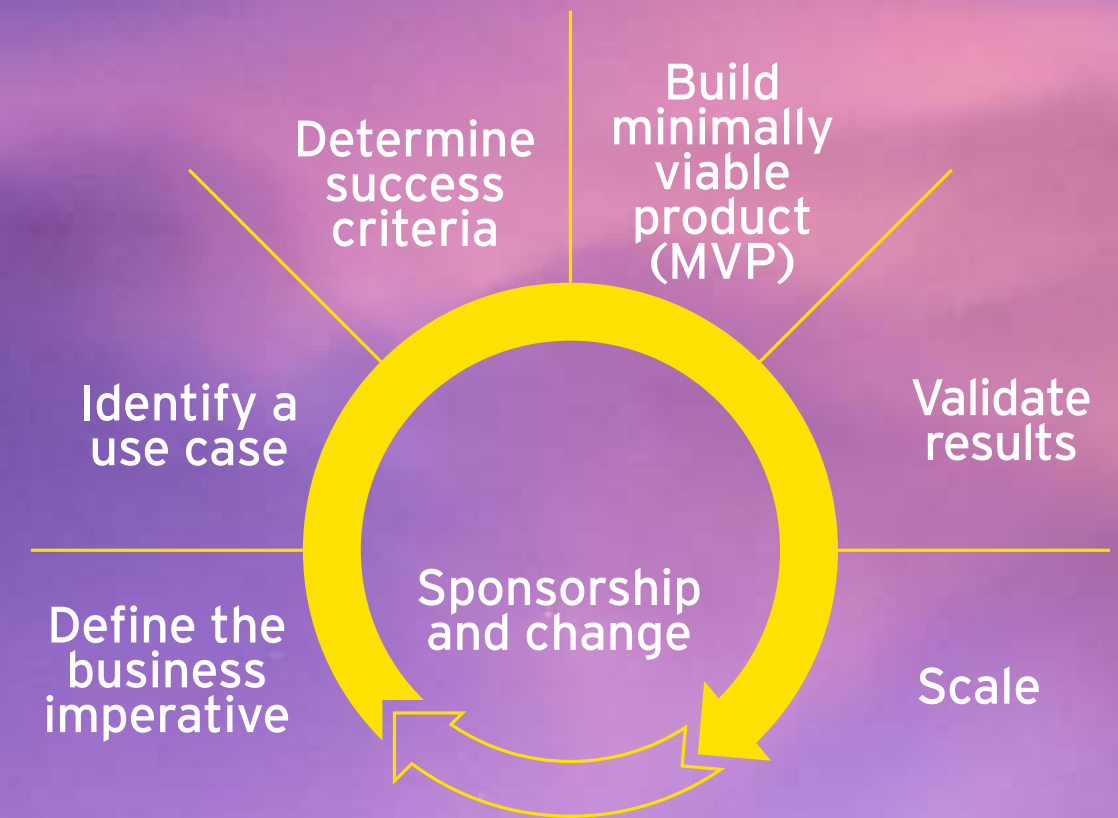 Define the
business
imperative
Identify a
use case
Determine
success
criteria
Build
minimally
viable
product
(MVP)
Validate
results
Scale
Sponsorship
and change